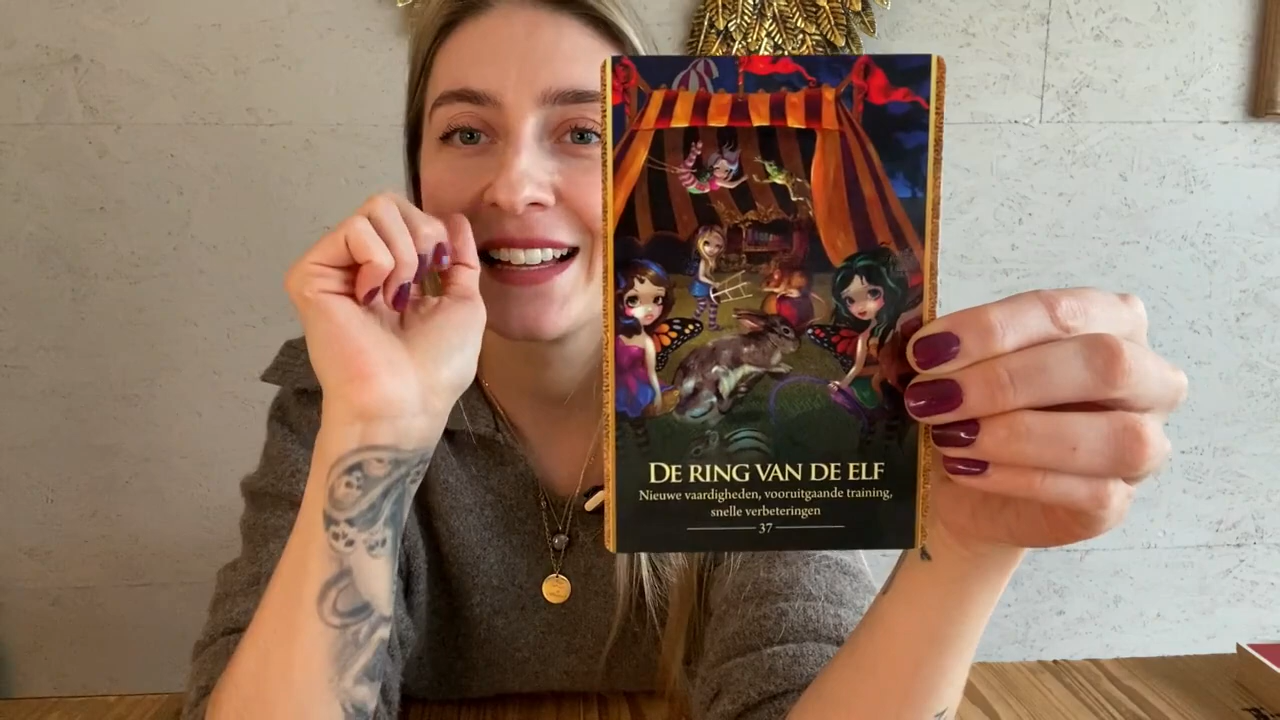 DE RING VAN DE ELF
Nieuwe vaardigheden, vooruitgaande training,
snelle verbeteringen
37